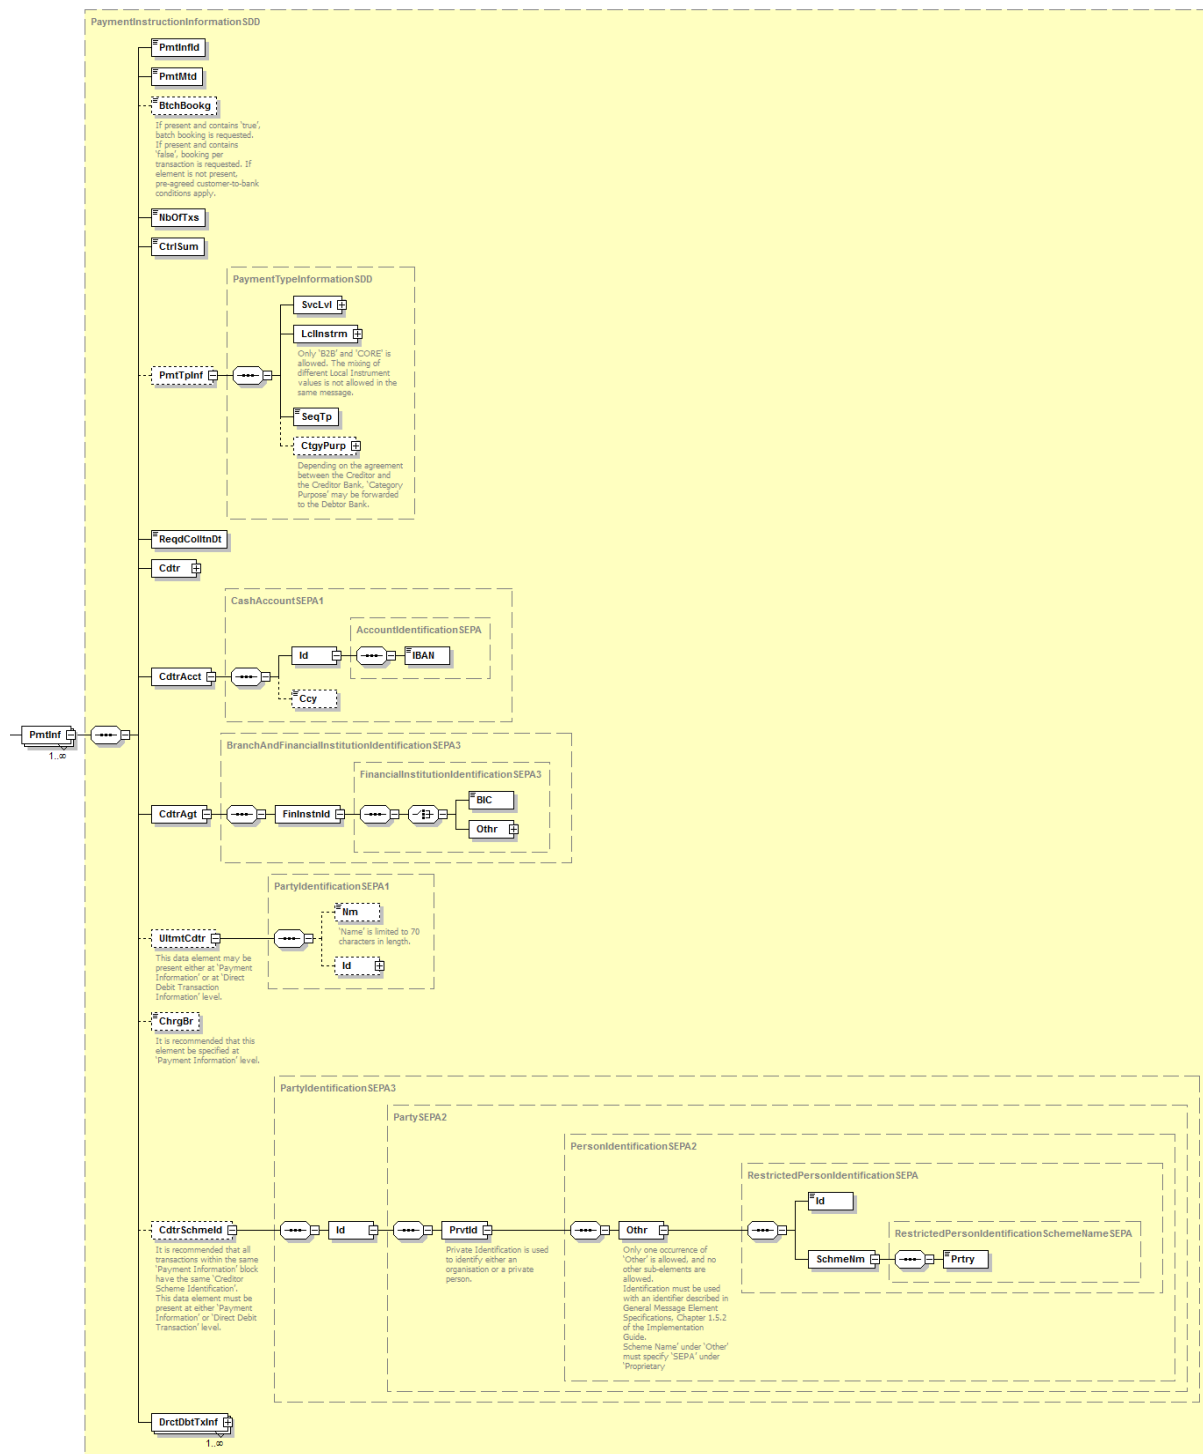 PaymentInstructionInformationSDD
PmtInfId
PmtMtd
BtchBookg
If present and contains 'true',
batch booking is requested.
If present and contains
'false', booking per
transaction is requested. If
element is not present,
pre-agreed customer-to-bank
conditions apply.
NbOfTxs
CtrlSum
PaymentTypeInformationSDD
SvcLvl
LclInstrm
Only 'B2B' and 'CORE' is
allowed. The mixing of
different Local Instrument
values is not allowed in the
same message.
PmtTpInf
SeqTp
CtgyPurp
Depending on the agreement
between the Creditor and
the Creditor Bank, 'Category
Purpose' may be forwarded
to the Debtor Bank.
ReqdColltnDt
Cdtr
CashAccountSEPA1
AccountIdentificationSEPA
Id
IBAN
CdtrAcct
Ccy
PmtInf
1..∞
BranchAndFinancialInstitutionIdentificationSEPA3
FinancialInstitutionIdentificationSEPA3
BIC
CdtrAgt
FinInstnId
Othr
PartyIdentificationSEPA1
Nm
'Name' is limited to 70
characters in length.
UltmtCdtr
This data element may be
present either at 'Payment
Information' or at 'Direct
Debit Transaction
Information' level.
Id
ChrgBr
It is recommended that this
element be specified at
'Payment Information' level.
PartyIdentificationSEPA3
PartySEPA2
PersonIdentificationSEPA2
RestrictedPersonIdentificationSEPA
Id
RestrictedPersonIdentificationSchemeNameSEPA
CdtrSchmeId
Id
PrvtId
Othr
SchmeNm
Prtry
It is recommended that all
transactions within the same
'Payment Information' block
have the same 'Creditor
Scheme Identification'.
This data element must be
present at either 'Payment
Information' or 'Direct Debit
Transaction' level.
Private Identification is used
to identify either an
organisation or a private
person.
Only one occurrence of
'Other' is allowed, and no
other sub-elements are
allowed.
Identification must be used
with an identifier described in
General Message Element
Specifications, Chapter 1.5.2
of the Implementation
Guide.
Scheme Name' under 'Other'
must specify 'SEPA' under
'Proprietary
DrctDbtTxInf
1..∞